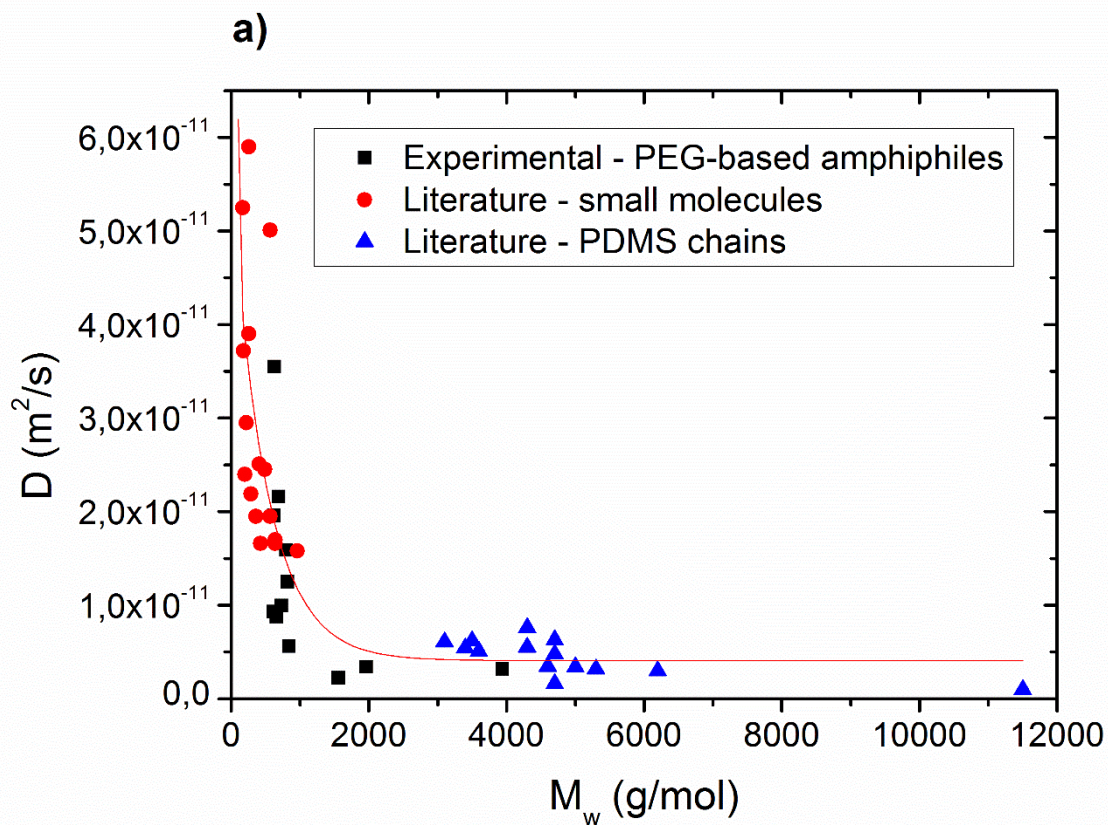 a)
6,0x10⁻¹¹
5,0x10⁻¹¹
4,0x10⁻¹¹
3,0x10⁻¹¹
2,0x10⁻¹¹
1,0x10⁻¹¹
0,0
D (m²/s)
Experimental - PEG-based amphiphiles
Literature - small molecules
Literature - PDMS chains
0 2000 4000 6000 8000 10000 12000
M_w (g/mol)